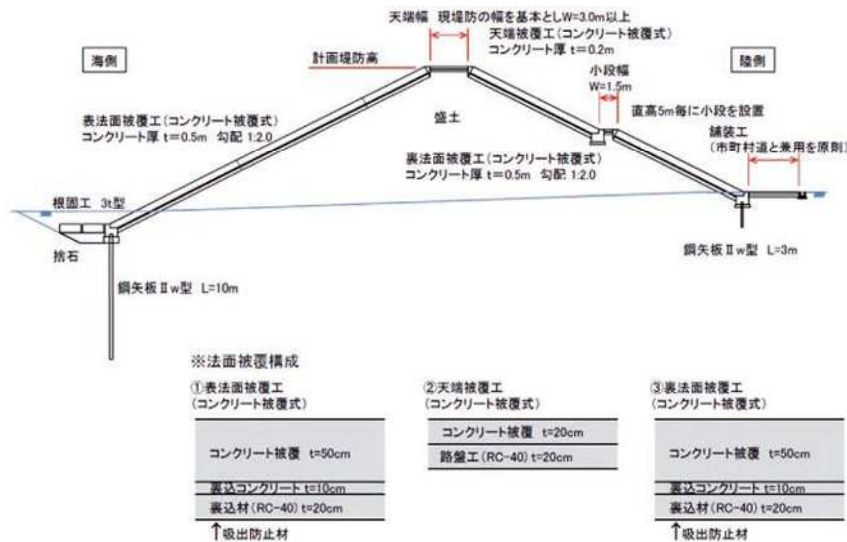 天端幅 現堤防の幅を基本としW=3.0m以上
天端被覆工(コンクリート被覆式)
コンクリート厚 t=0.2m
海側
計画堤防高
小段幅
W=1.5m
陸側
直高5m毎に小段を設置
表法面被覆工(コンクリート被覆式)
コンクリート厚 t=0.5m 勾配 1:2.0
盛土
舗装工
(市町村道と兼用を原則)
裏法面被覆工(コンクリート被覆式)
コンクリート厚 t=0.5m 勾配 1:2.0
根固工 3t型
捨石
鋼矢板Ⅱw型 L=10m
鋼矢板Ⅱw型 L=3m
※法面被覆構成
①表法面被覆工
(コンクリート被覆式)
コンクリート被覆 t=50cm
裏込コンクリート t=10cm
裏込材(RC-40) t=20cm
↑吸出防止材
②天端被覆工
(コンクリート被覆式)
コンクリート被覆 t=20cm
路盤工(RC-40) t=20cm
③裏法面被覆工
(コンクリート被覆式)
コンクリート被覆 t=50cm
裏込コンクリート t=10cm
裏込材(RC-40) t=20cm
↑吸出防止材